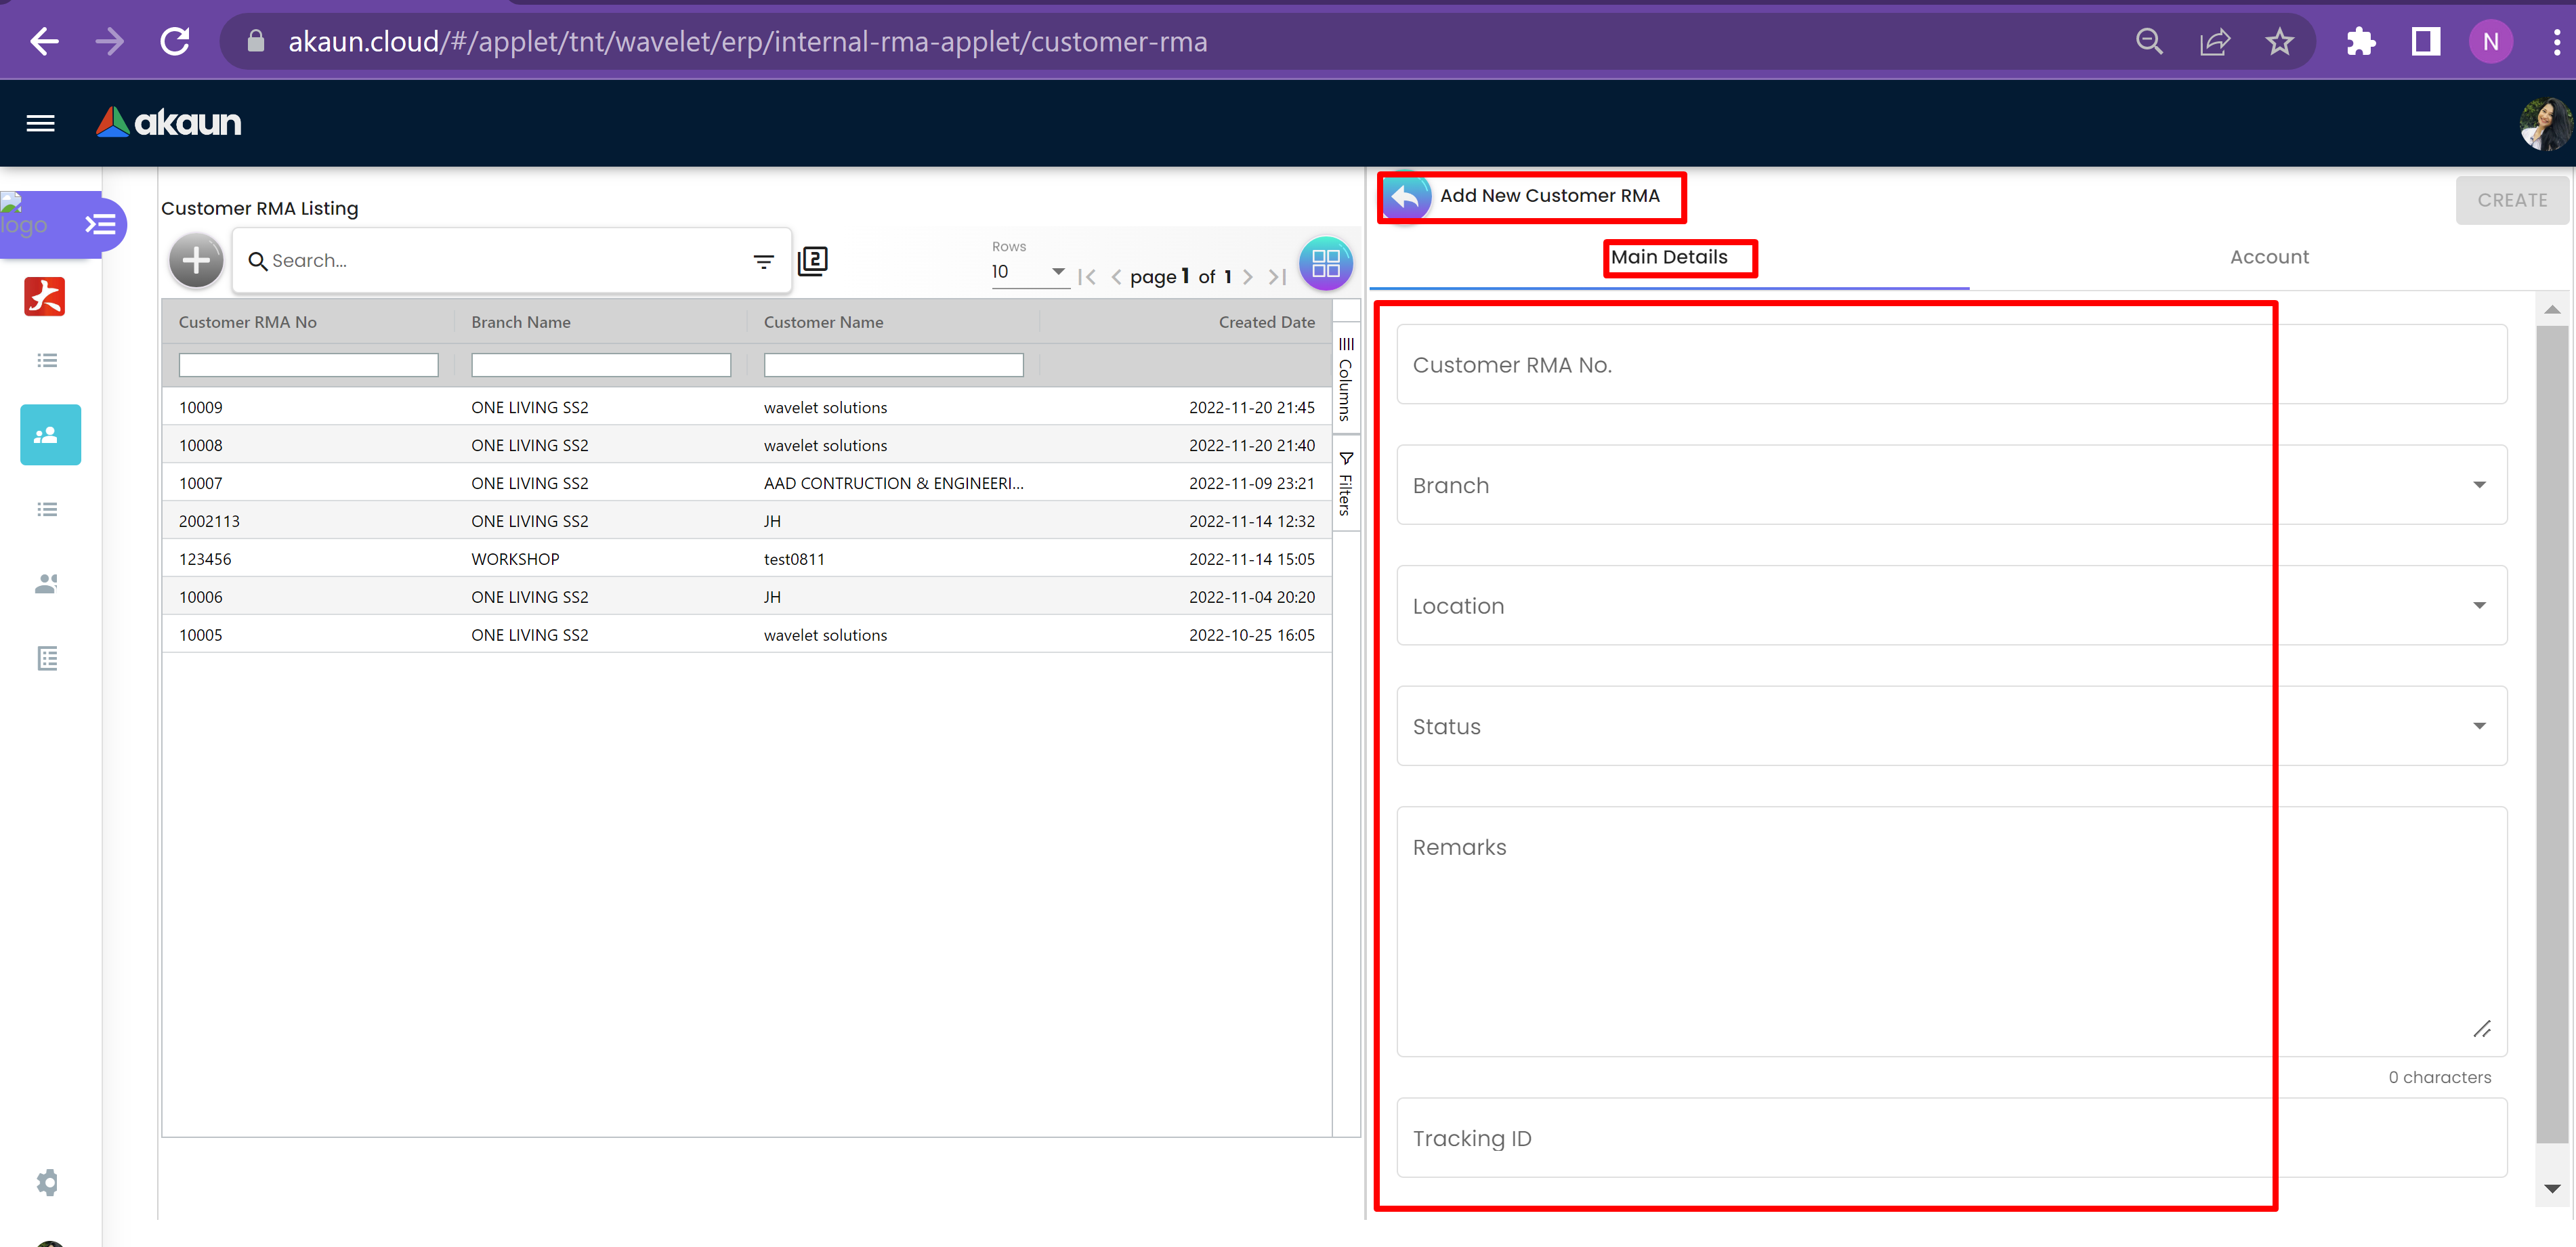 akaun.cloud/#/applet/tnt/wavelet/erp/internal-rma-applet/customer-rma
N
akaun
logo
Customer RMA Listing
Search...
2
Rows
10
page 1 of 1
Customer RMA No Branch Name Customer Name Created Date
10009 ONE LIVING SS2 wavelet solutions 2022-11-20 21:45
10008 ONE LIVING SS2 wavelet solutions 2022-11-20 21:40
10007 ONE LIVING SS2 AAD CONTRUCTION & ENGINEERI... 2022-11-09 23:21
2002113 ONE LIVING SS2 JH 2022-11-14 12:32
123456 WORKSHOP test0811 2022-11-14 15:05
10006 ONE LIVING SS2 JH 2022-11-04 20:20
10005 ONE LIVING SS2 wavelet solutions 2022-10-25 16:05
Columns
Filters
Add New Customer RMA
CREATE
Main Details Account
Customer RMA No.
Branch
Location
Status
Remarks
0 characters
Tracking ID